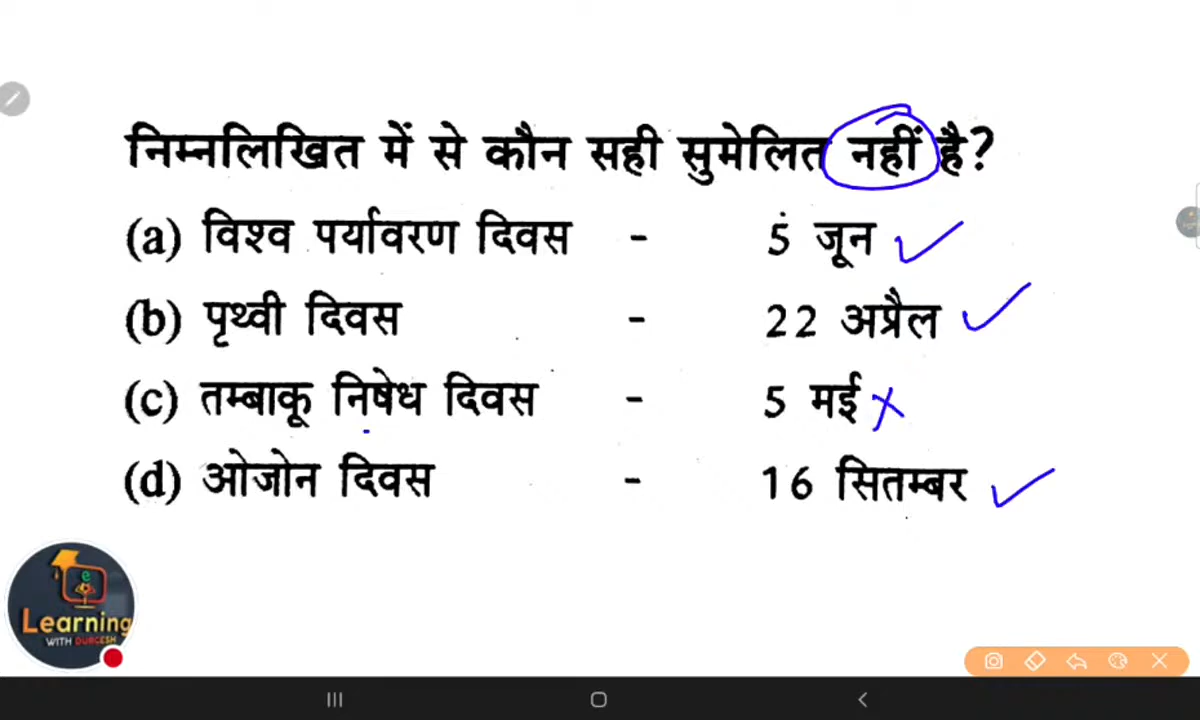 निम्नलिखित में से कौन सही सुमेलित नहीं है?
(a) विश्व पर्यावरण दिवस - 5 जून
(b) पृथ्वी दिवस - 22 अप्रैल
(c) तम्बाकू निषेध दिवस - 5 मई
(d) ओजोन दिवस - 16 सितम्बर
e
Learning
WITH DURGESH